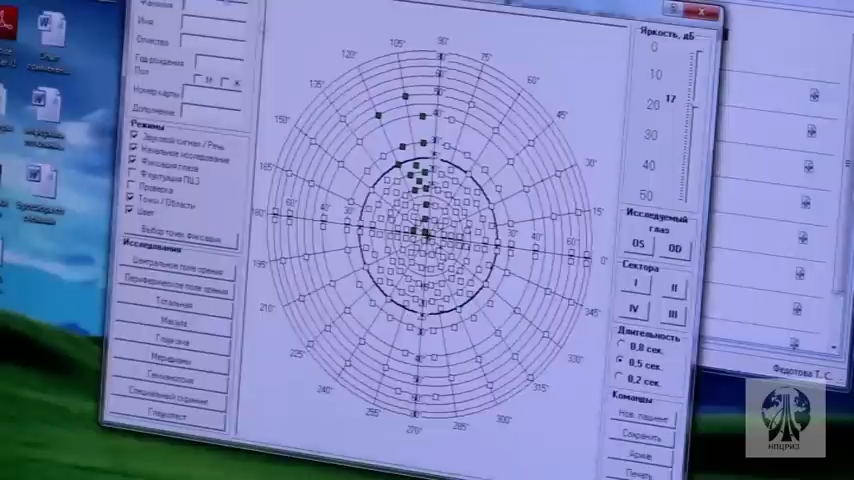 Фамилия
Имя
Отчество
Год рождения
Пол
М
Ж
Номер карты
Дополнение
Режимы
Звуковой сигнал / Речь
Начальное исследование
Фиксация глаза
Проверка
Точки / Области
Цвет
Выбор точек фиксации
Исследования
Центральное поле зрения
Периферическое поле зрения
Тотальная
Макула
Глаукома
Меридианы
Специальный скрининг
90°
105°
75°
120°
60°
135°
45°
150°
30°
165°
15°
180°
60
40
30
30
40
60
0°
195°
345°
210°
330°
225°
315°
240°
300°
255°
285°
270°
Яркость, дБ
0
10
17
20
30
40
50
Исследуемый
глаз
OS
OD
Сектора
I
II
IV
III
Длительность
0,8 сек.
0,5 сек.
0,2 сек.
Команды
Нов. пациент
Сохранить
Архив
Печать
Федотова Т. С.
НПЦРИЗ